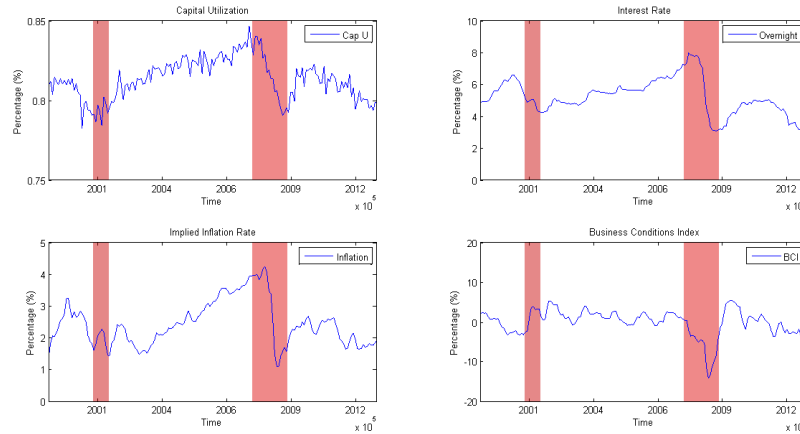 Capital Utilization
Cap U
0.85
0.8
0.75
Percentage (%)
2001 2004 2006 2009 2012
Time
x 10^5
Interest Rate
Overnight
10
8
6
4
2
0
Percentage (%)
2001 2004 2006 2009 2012
Time
x 10
Implied Inflation Rate
Inflation
5
4
3
2
1
0
Percentage (%)
2001 2004 2006 2009 2012
Time
x 10^5
Business Conditions Index
BCI
20
10
0
-10
-20
Percentage (%)
2001 2004 2006 2009 2012
Time
x 10